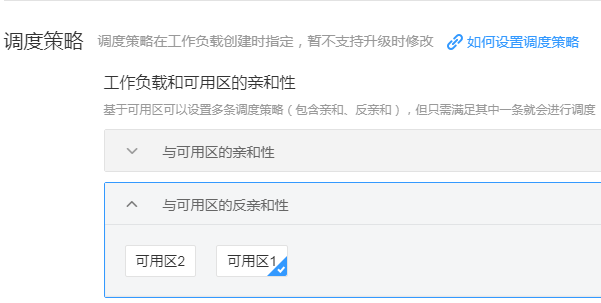 调度策略 调度策略在工作负载创建时指定，暂不支持升级时修改 如何设置调度策略
工作负载和可用区的亲和性
基于可用区可以设置多条调度策略（包含亲和、反亲和），但只需满足其中一条就会进行调度
与可用区的亲和性
与可用区的反亲和性
可用区2 可用区1